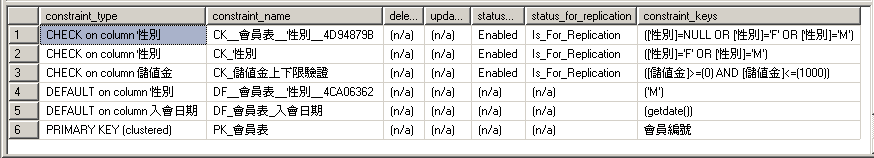 constraint_type constraint_name dele... upda... status... status_for_replication constraint_keys
1 CHECK on column '性別' CK__會員表__性別__4D94879B (n/a) (n/a) Enabled Is_For_Replication ([性別]=NULL OR [性別]='F' OR [性別]='M')
2 CHECK on column '性別' CK_'性別 (n/a) (n/a) Enabled Is_For_Replication ([性別]='F' OR [性別]='M')
3 CHECK on column 儲值金 CK_儲值金上下限驗證 (n/a) (n/a) Enabled Is_For_Replication ([儲值金]>=(0) AND [儲值金]<=(1000))
4 DEFAULT on column '性別 DF__會員表__性別__4CA06362 (n/a) (n/a) (n/a) (n/a) ('M')
5 DEFAULT on column 入會日期 DF_會員表_入會日期 (n/a) (n/a) (n/a) (n/a) (getdate())
6 PRIMARY KEY (clustered) PK_會員表 (n/a) (n/a) (n/a) (n/a) 會員編號